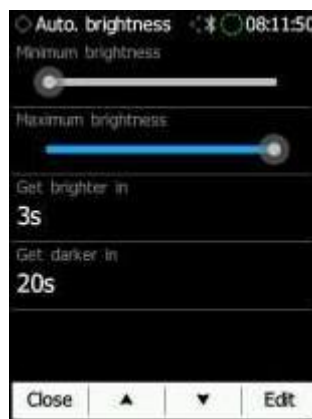 Auto. brightness 08:11:50
Minimum brightness
Maximum brightness
Get brighter in
3s
Get darker in
20s
Close Edit